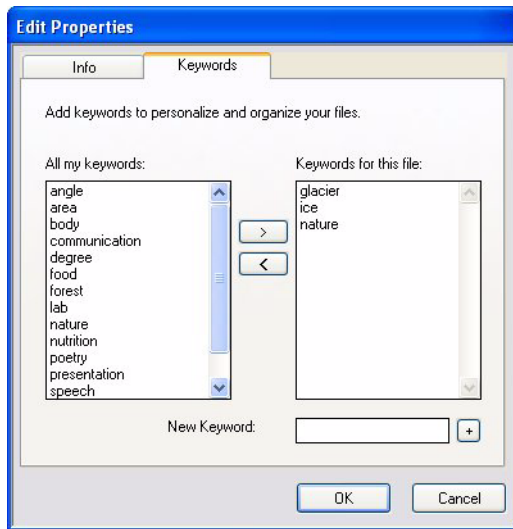 Edit Properties
Info
Keywords
Add keywords to personalize and organize your files.
All my keywords:
angle
area
body
communication
degree
food
forest
lab
nature
nutrition
poetry
presentation
speech
>
<
Keywords for this file:
glacier
ice
nature
New Keyword:
+
OK
Cancel